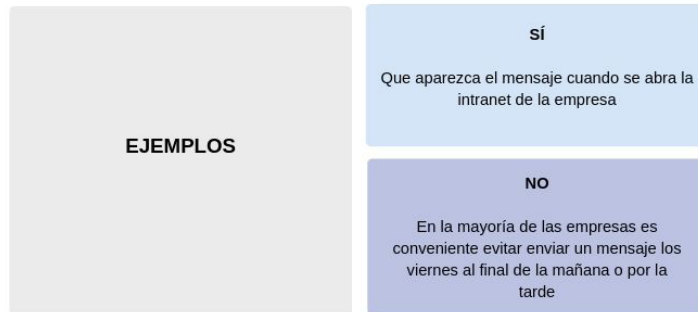 EJEMPLOS
SÍ
Que aparezca el mensaje cuando se abra la
intranet de la empresa
NO
En la mayoría de las empresas es
conveniente evitar enviar un mensaje los
viernes al final de la mañana o por la
tarde